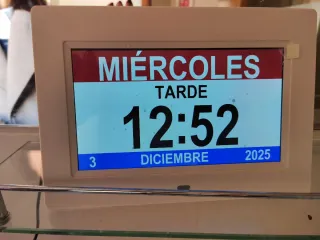 MIÉRCOLES
TARDE
12:52
3 DICIEMBRE 2025